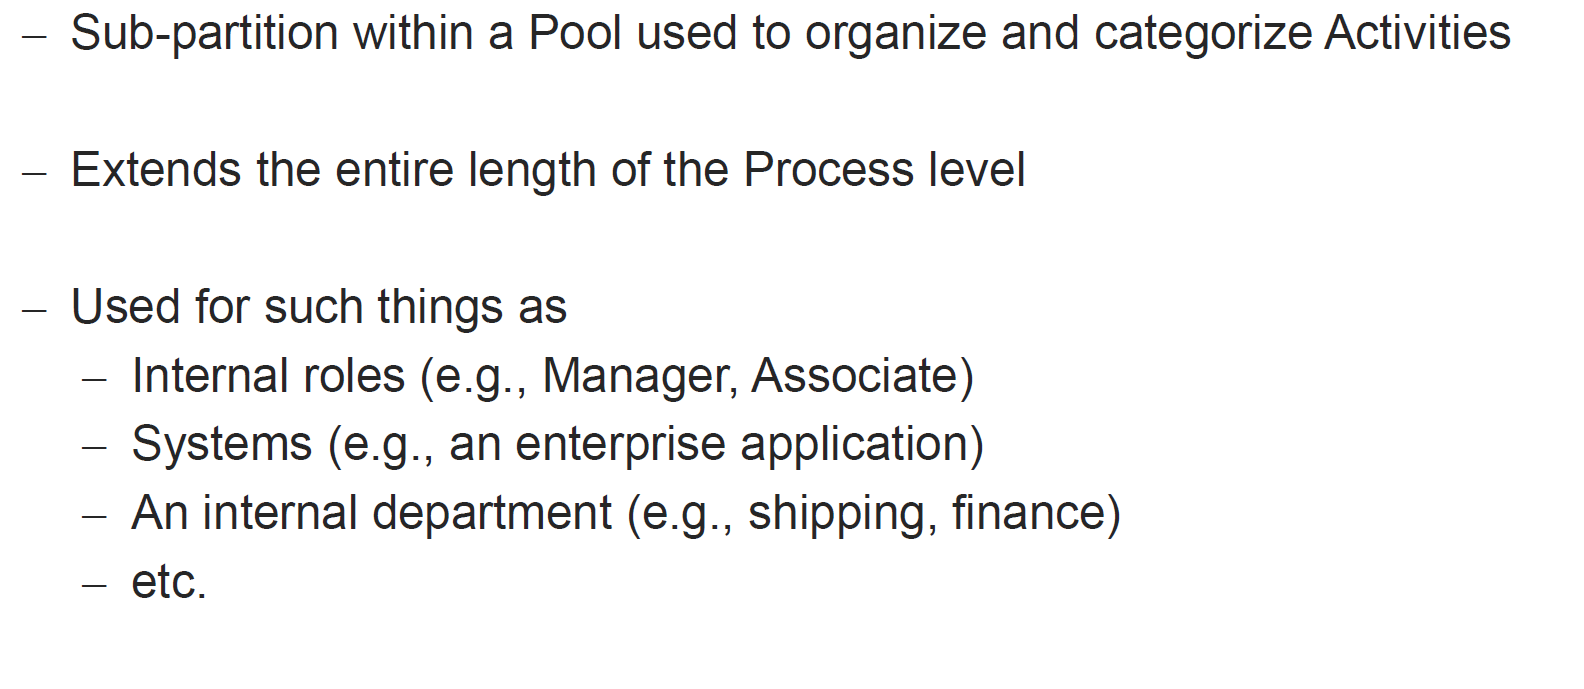 – Sub-partition within a Pool used to organize and categorize Activities
– Extends the entire length of the Process level
– Used for such things as
– Internal roles (e.g., Manager, Associate)
– Systems (e.g., an enterprise application)
– An internal department (e.g., shipping, finance)
– etc.